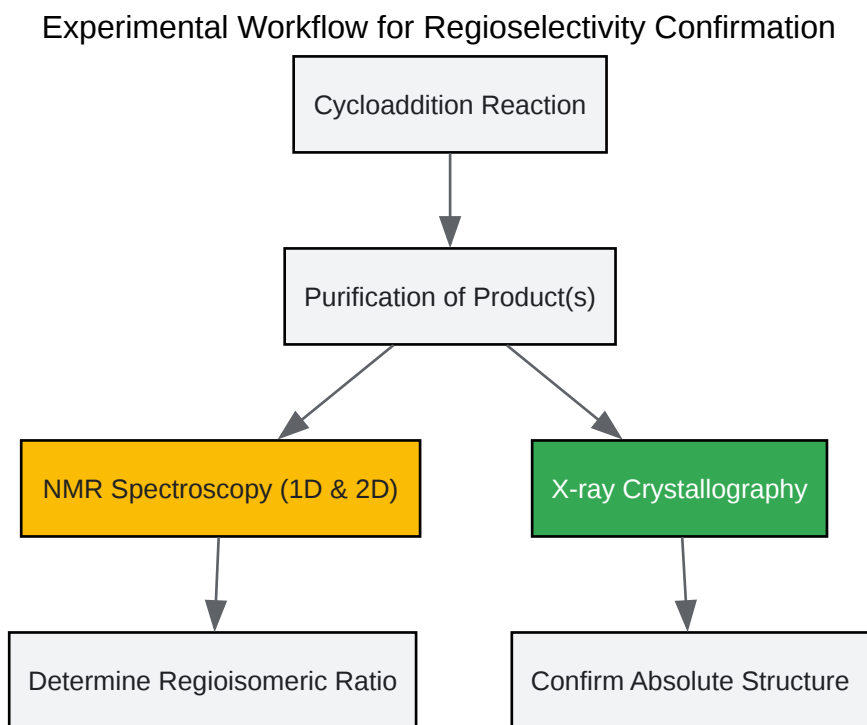 Experimental Workflow for Regioselectivity Confirmation
Cycloaddition Reaction
Purification of Product(s)
NMR Spectroscopy (1D & 2D)
X-ray Crystallography
Determine Regioisomeric Ratio
Confirm Absolute Structure